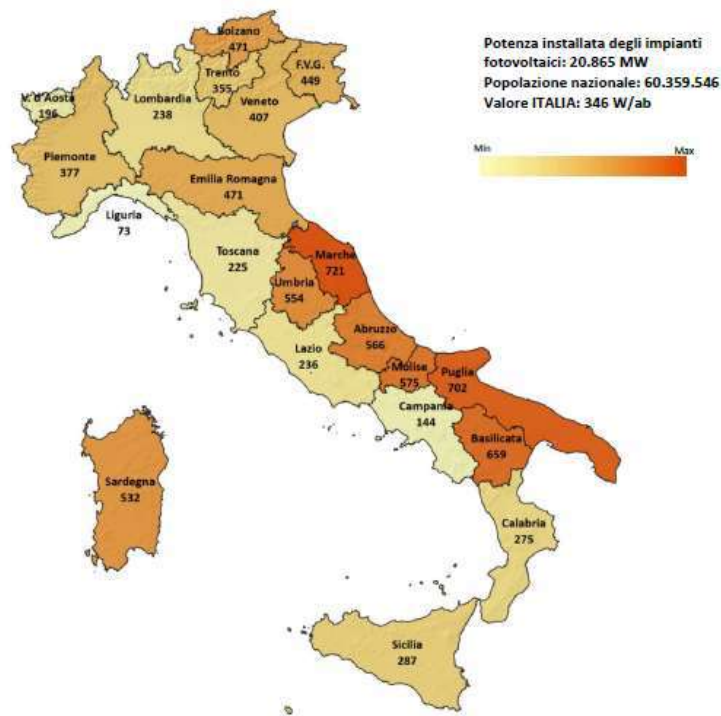 Potenza installata degli impianti
fotovoltaici: 20.865 MW
Popolazione nazionale: 60.359.546
Valore ITALIA: 346 W/ab
Min
Max
Bolzano
471
Trento
355
F.V.G.
449
V. d'Aosta
196
Lombardia
238
Veneto
407
Piemonte
377
Emilia Romagna
471
Liguria
73
Toscana
225
Marche
721
Umbria
554
Lazio
236
Abruzzo
566
Molise
575
Puglia
702
Campania
144
Basilicata
659
Sardegna
532
Calabria
275
Sicilia
287